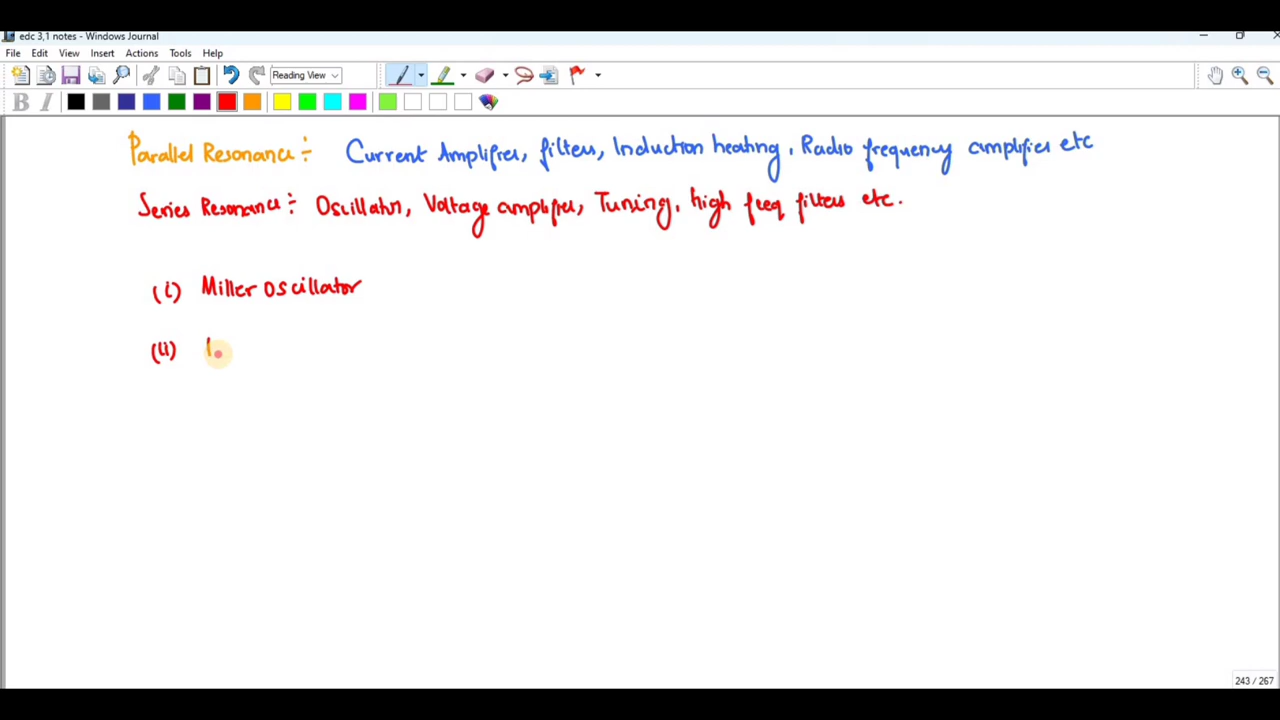 edc 3,1 notes - Windows Journal
File Edit View Insert Actions Tools Help
Reading View
B I
Parallel Resonance ÷ Current Amplifier, filters, Induction heating, Radio frequency amplifier etc
Series Resonance ÷ Oscillator, Voltage amplifier, Tuning, high freq filters etc.
(i) Miller Oscillator
(ii)
243 / 267